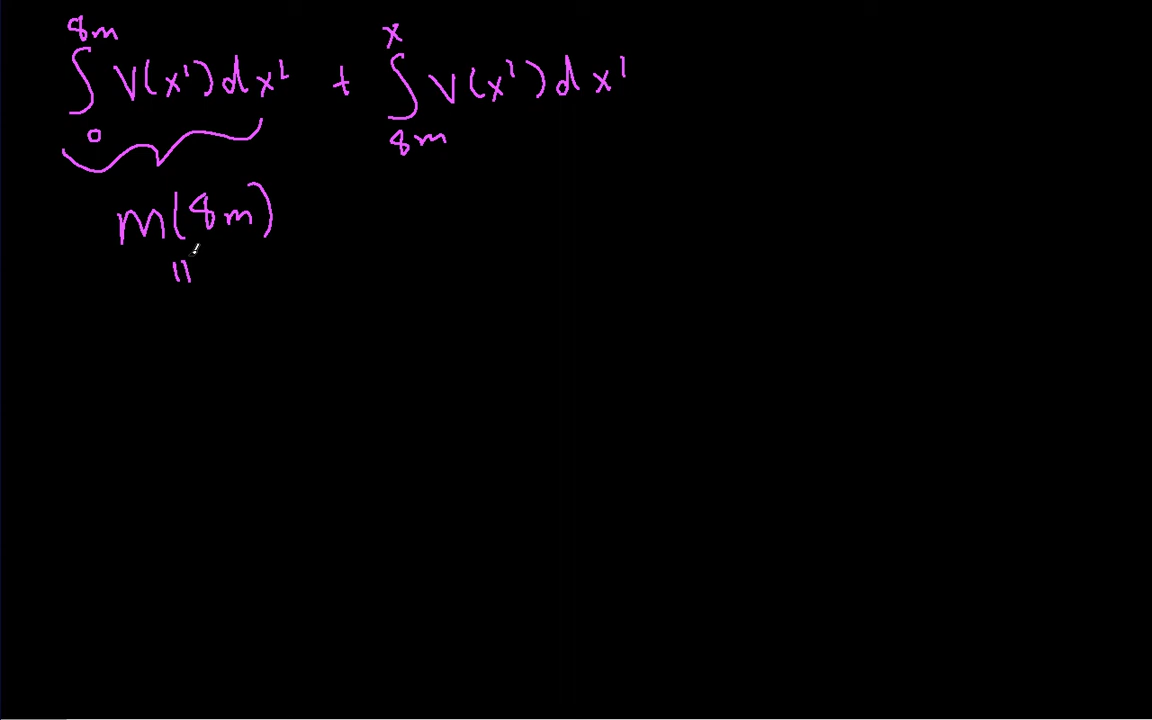 ∫₀^{8m} V(x')dx' + ∫_{8m}^{x} V(x')dx'
M(8m)
=